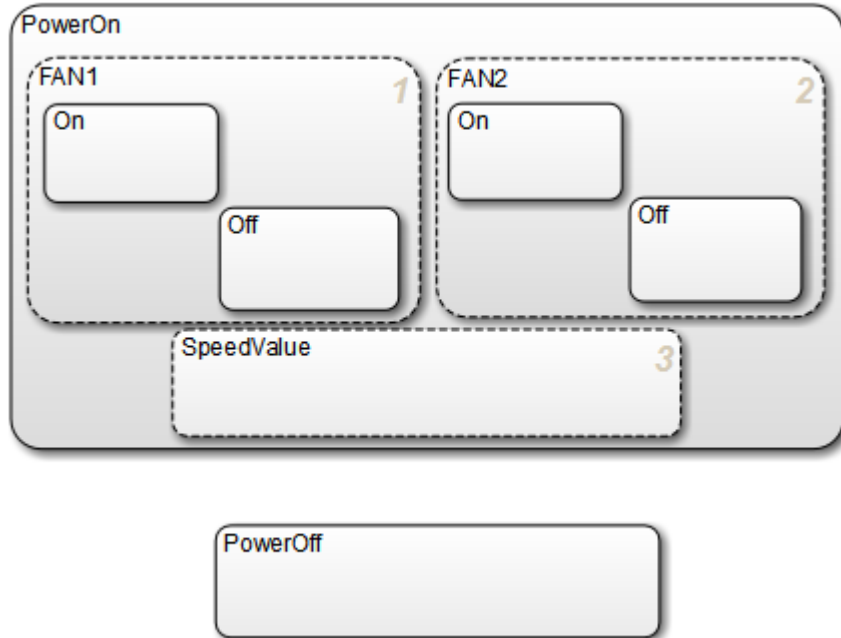 PowerOn
FAN1
1
On
Off
FAN2
2
On
Off
SpeedValue
3
PowerOff